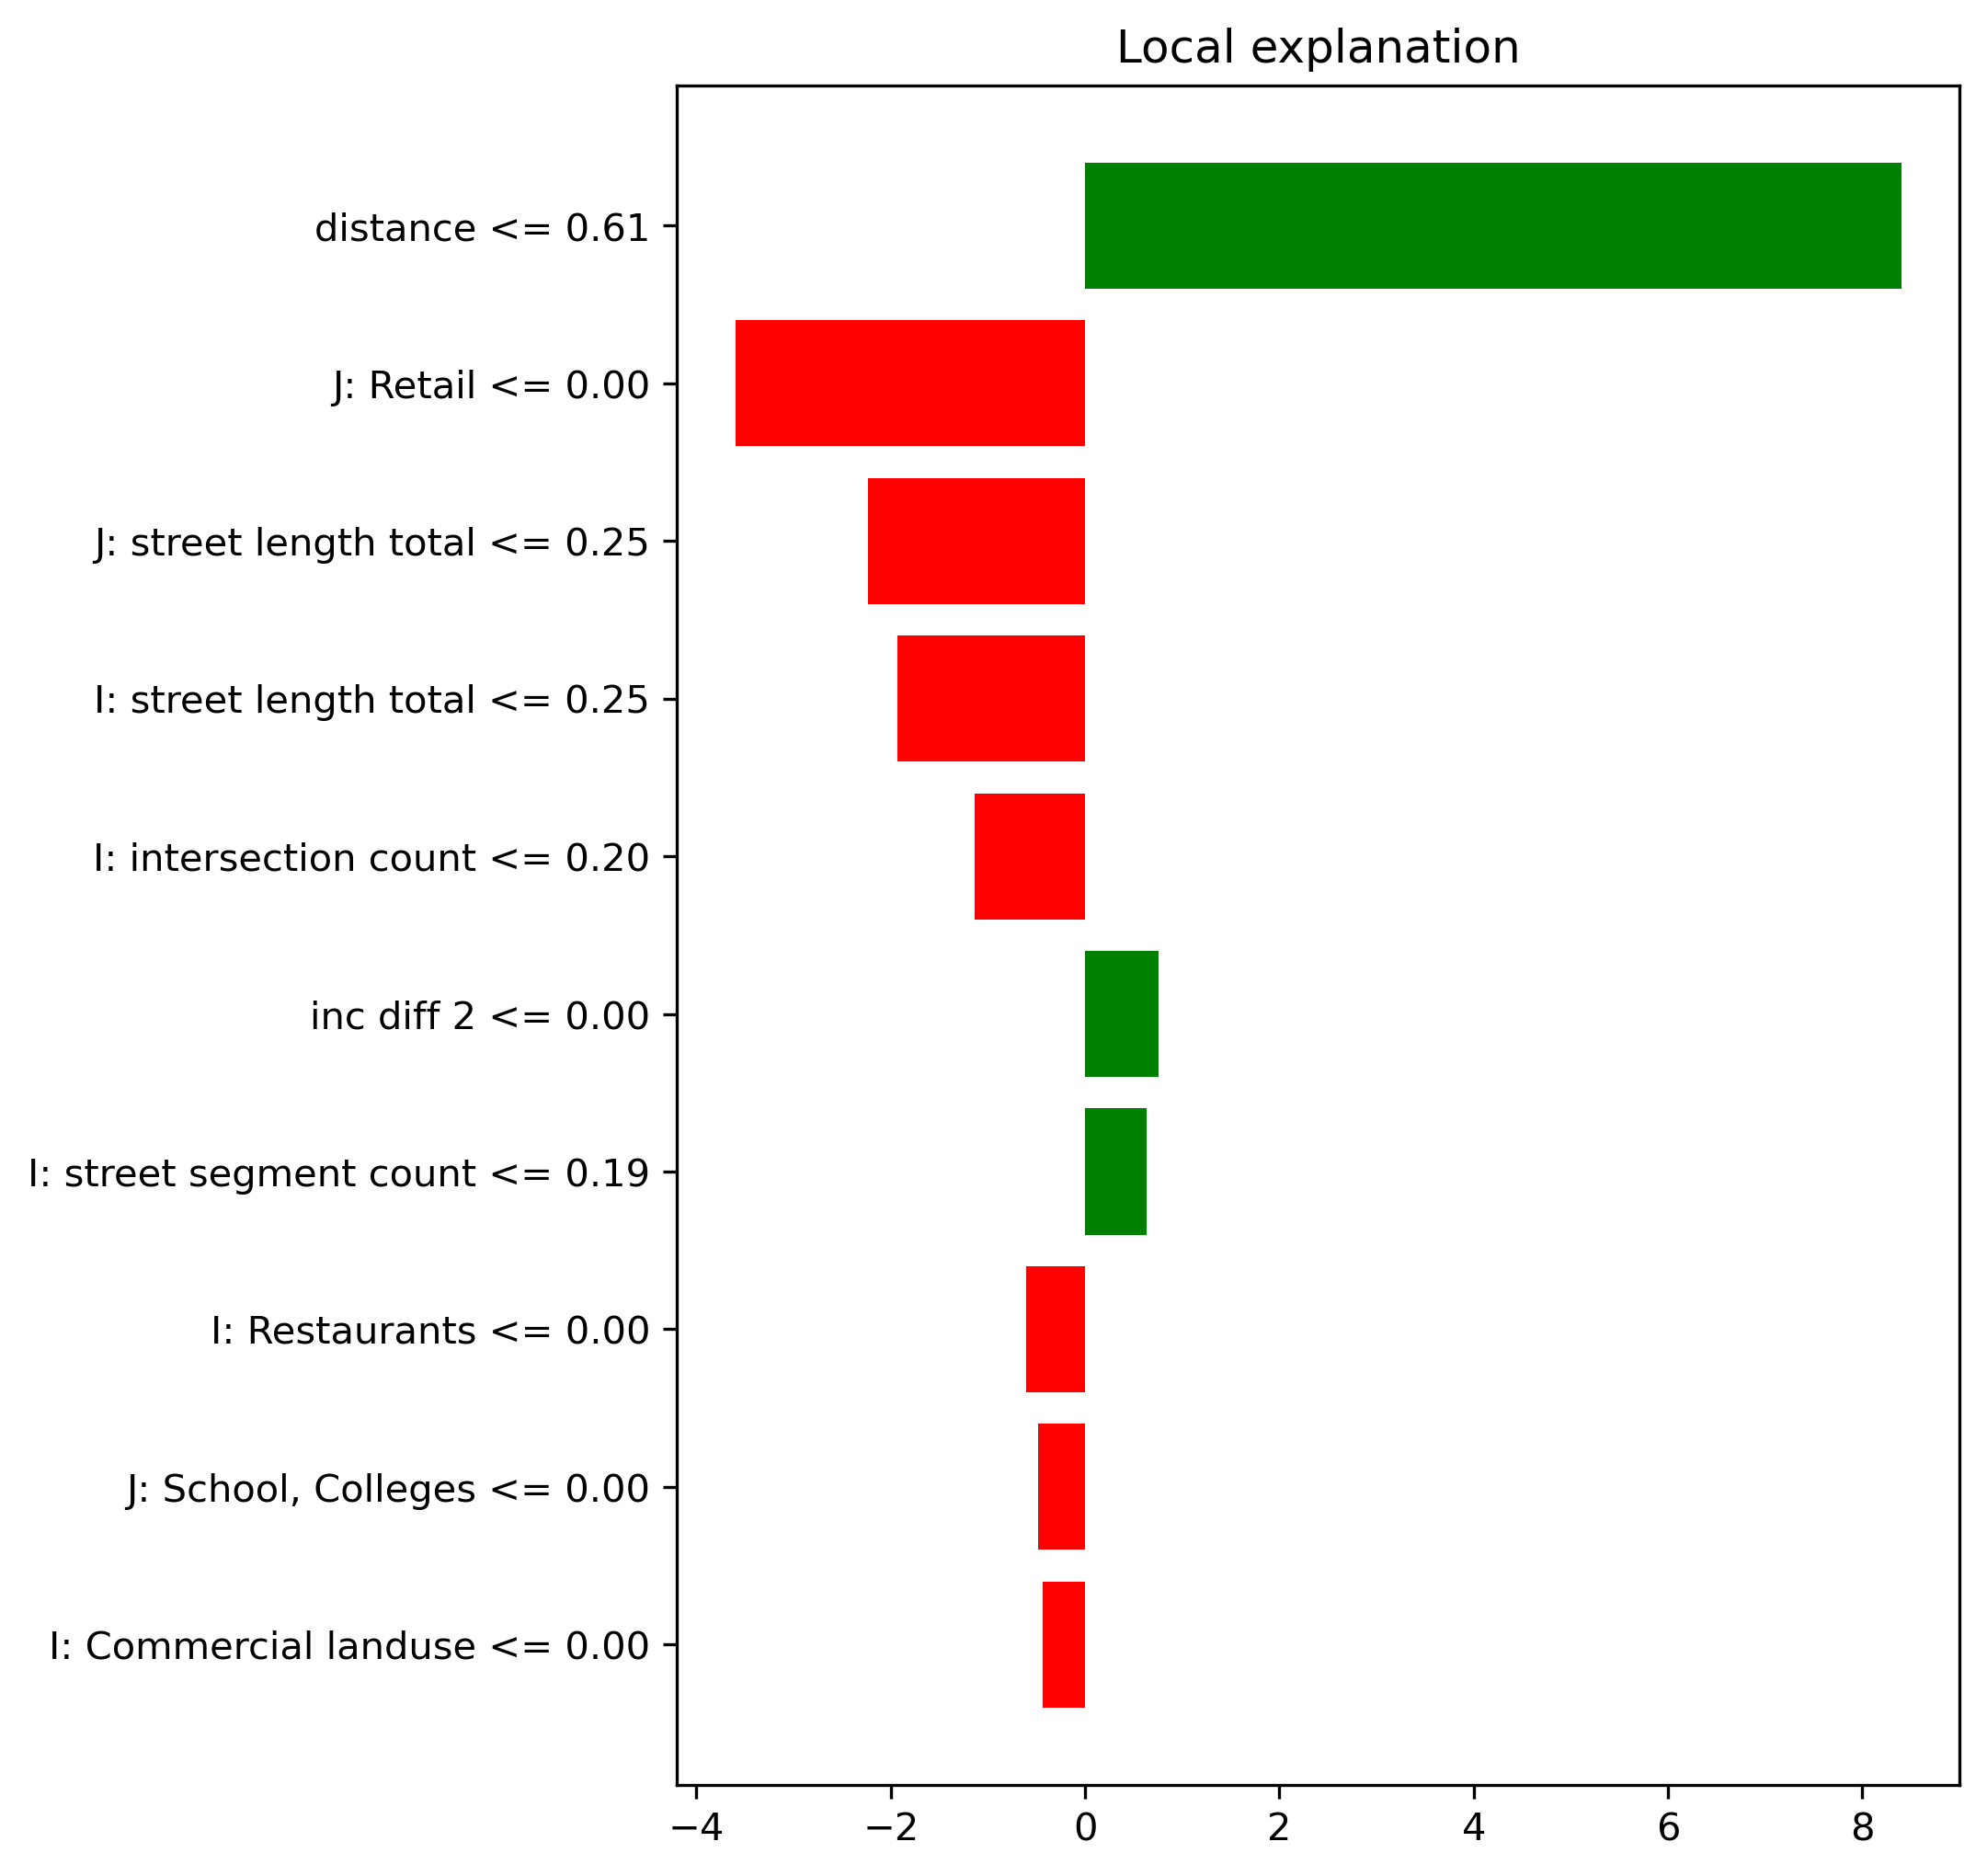 Local explanation
distance <= 0.61
J: Retail <= 0.00
J: street length total <= 0.25
I: street length total <= 0.25
I: intersection count <= 0.20
inc diff 2 <= 0.00
I: street segment count <= 0.19
I: Restaurants <= 0.00
J: School, Colleges <= 0.00
I: Commercial landuse <= 0.00
−4 −2 0 2 4 6 8